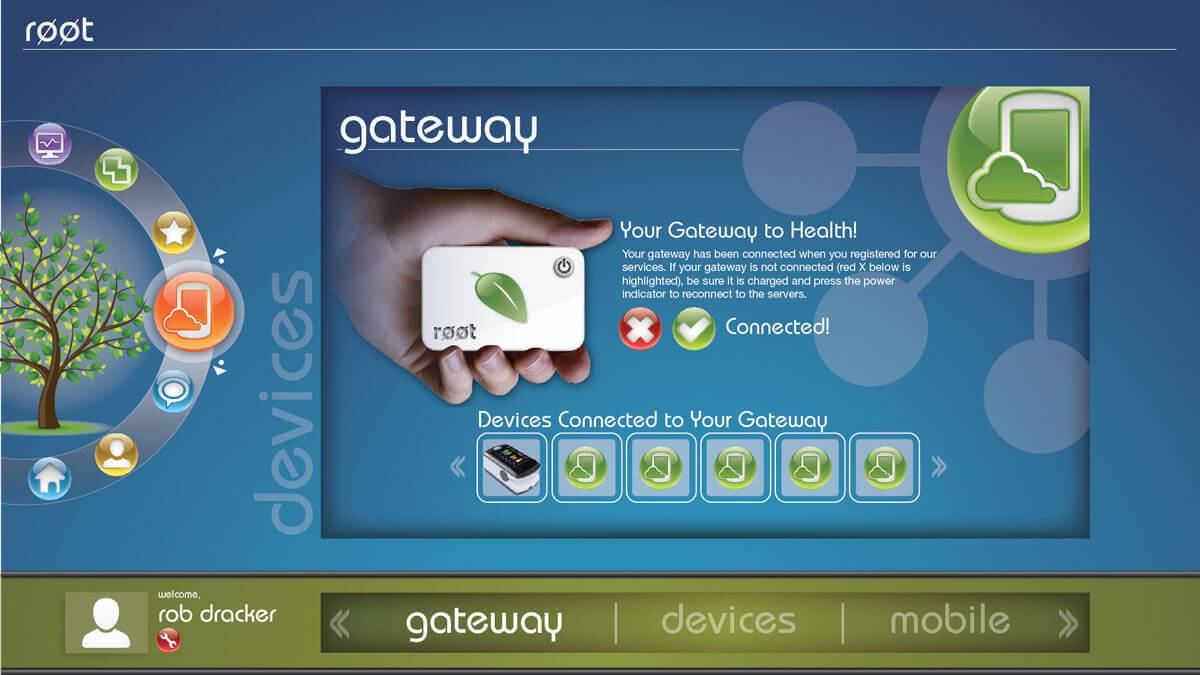 røøt
gateway
Your Gateway to Health!
Your gateway has been connected when you registered for our
services. If your gateway is not connected (red X below is
highlighted), be sure it is charged and press the power
indicator to reconnect to the servers.
Connected!
røøt
devices
Devices Connected to Your Gateway
welcome,
rob dracker
gateway
devices
mobile